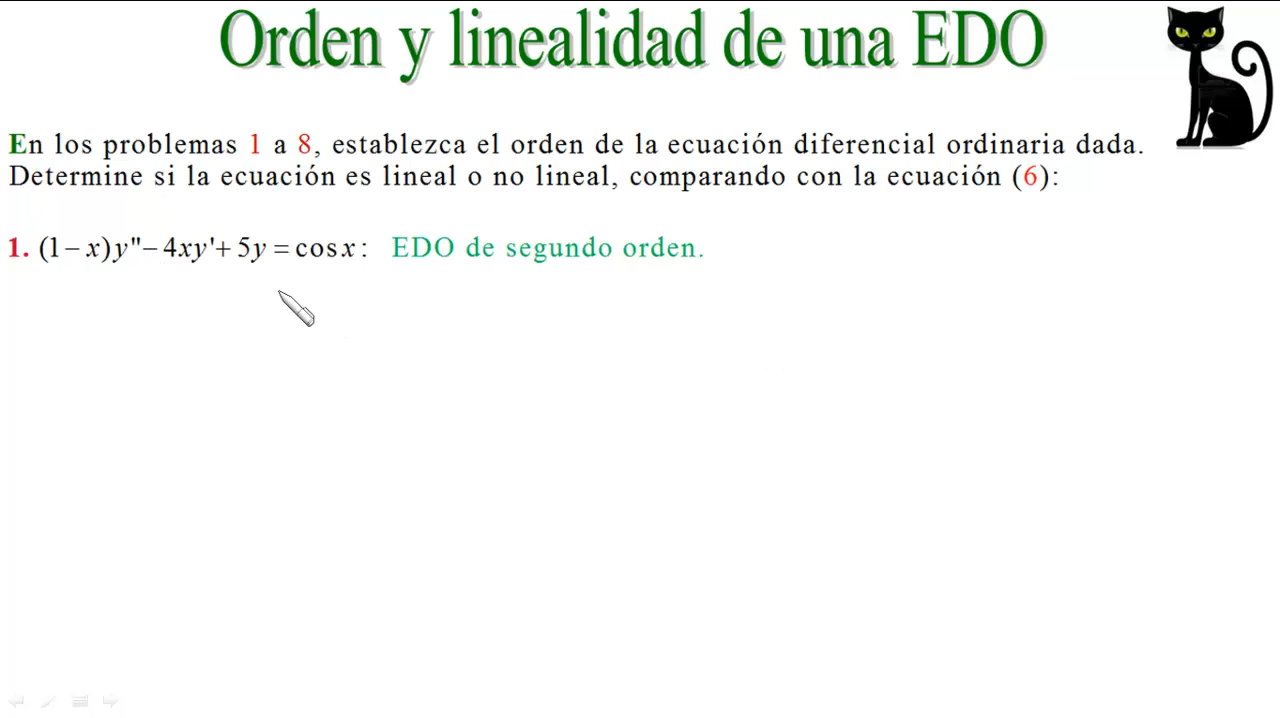 Orden y linealidad de una EDO
En los problemas 1 a 8, establezca el orden de la ecuación diferencial ordinaria dada.
Determine si la ecuación es lineal o no lineal, comparando con la ecuación (6):
1. (1 − x)y" − 4xy' + 5y = cos x : EDO de segundo orden.